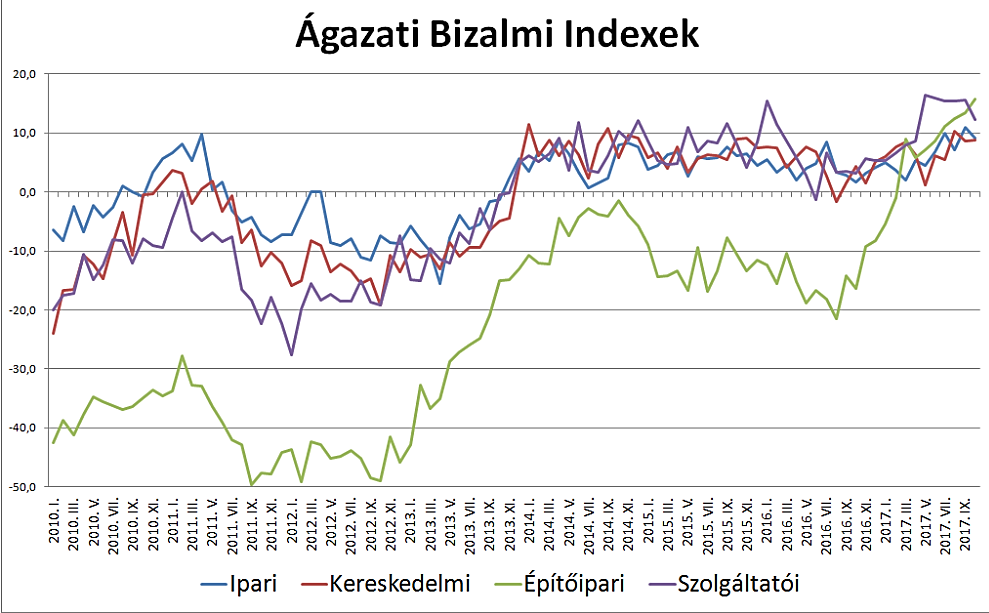 Ágazati Bizalmi Indexek
20,0
10,0
0,0
-10,0
-20,0
-30,0
-40,0
-50,0
2010. I.
2010. III.
2010. V.
2010. VII.
2010. IX.
2010. XI.
2011. I.
2011. III.
2011. V.
2011. VII.
2011. IX.
2011. XI.
2012. I.
2012. III.
2012. V.
2012. VII.
2012. IX.
2012. XI.
2013. I.
2013. III.
2013. V.
2013. VII.
2013. IX.
2013. XI.
2014. I.
2014. III.
2014. V.
2014. VII.
2014. IX.
2014. XI.
2015. I.
2015. III.
2015. V.
2015. VII.
2015. IX.
2015. XI.
2016. I.
2016. III.
2016. V.
2016. VII.
2016. IX.
2016. XI.
2017. I.
2017. III.
2017. V.
2017. VII.
2017. IX.
Ipari Kereskedelmi Építőipari Szolgáltatói